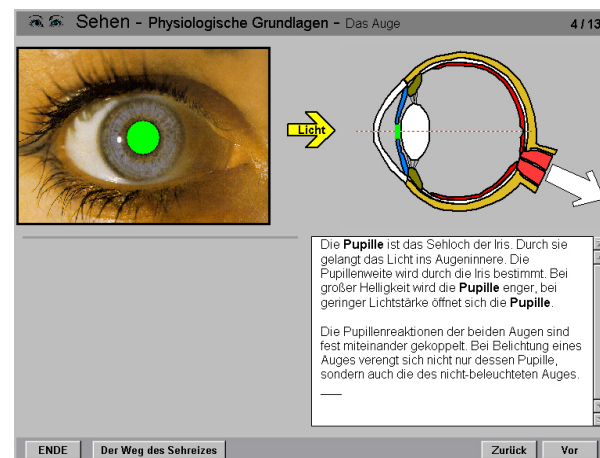 Sehen - Physiologische Grundlagen - Das Auge 4 / 13
Licht
Die Pupille ist das Sehloch der Iris. Durch sie
gelangt das Licht ins Augeninnere. Die
Pupillenweite wird durch die Iris bestimmt. Bei
großer Helligkeit wird die Pupille enger, bei
geringer Lichtstärke öffnet sich die Pupille.
Die Pupillenreaktionen der beiden Augen sind
fest miteinander gekoppelt. Bei Belichtung eines
Auges verengt sich nicht nur dessen Pupille,
sondern auch die des nicht-beleuchteten Auges.
ENDE Der Weg des Sehreizes Zurück Vor